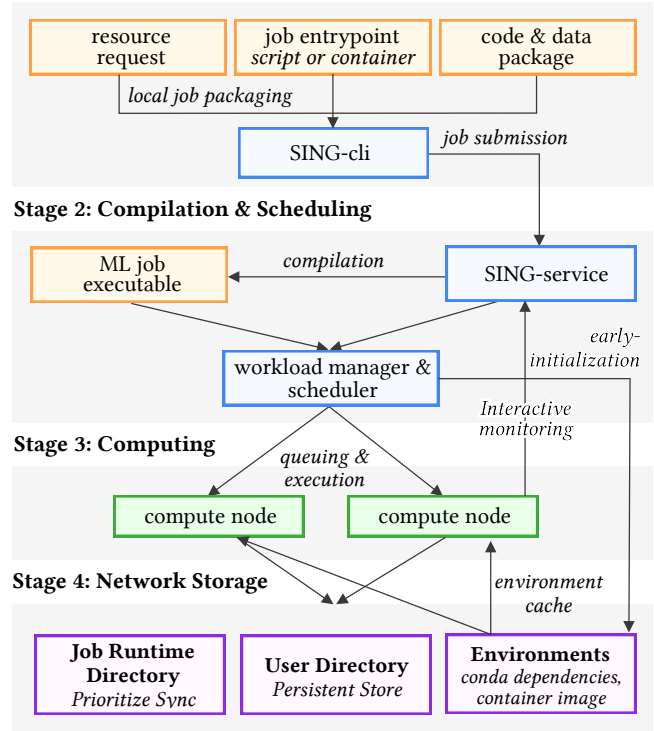 resource
request
job entrypoint
script or container
code & data
package
local job packaging
SING-cli
job submission
Stage 2: Compilation & Scheduling
ML job
executable
compilation
SING-service
early-
initialization
workload manager &
scheduler
Interactive
monitoring
Stage 3: Computing
queuing &
execution
compute node
compute node
Stage 4: Network Storage
environment
cache
Job Runtime
Directory
Prioritize Sync
User Directory
Persistent Store
Environments
conda dependencies,
container image